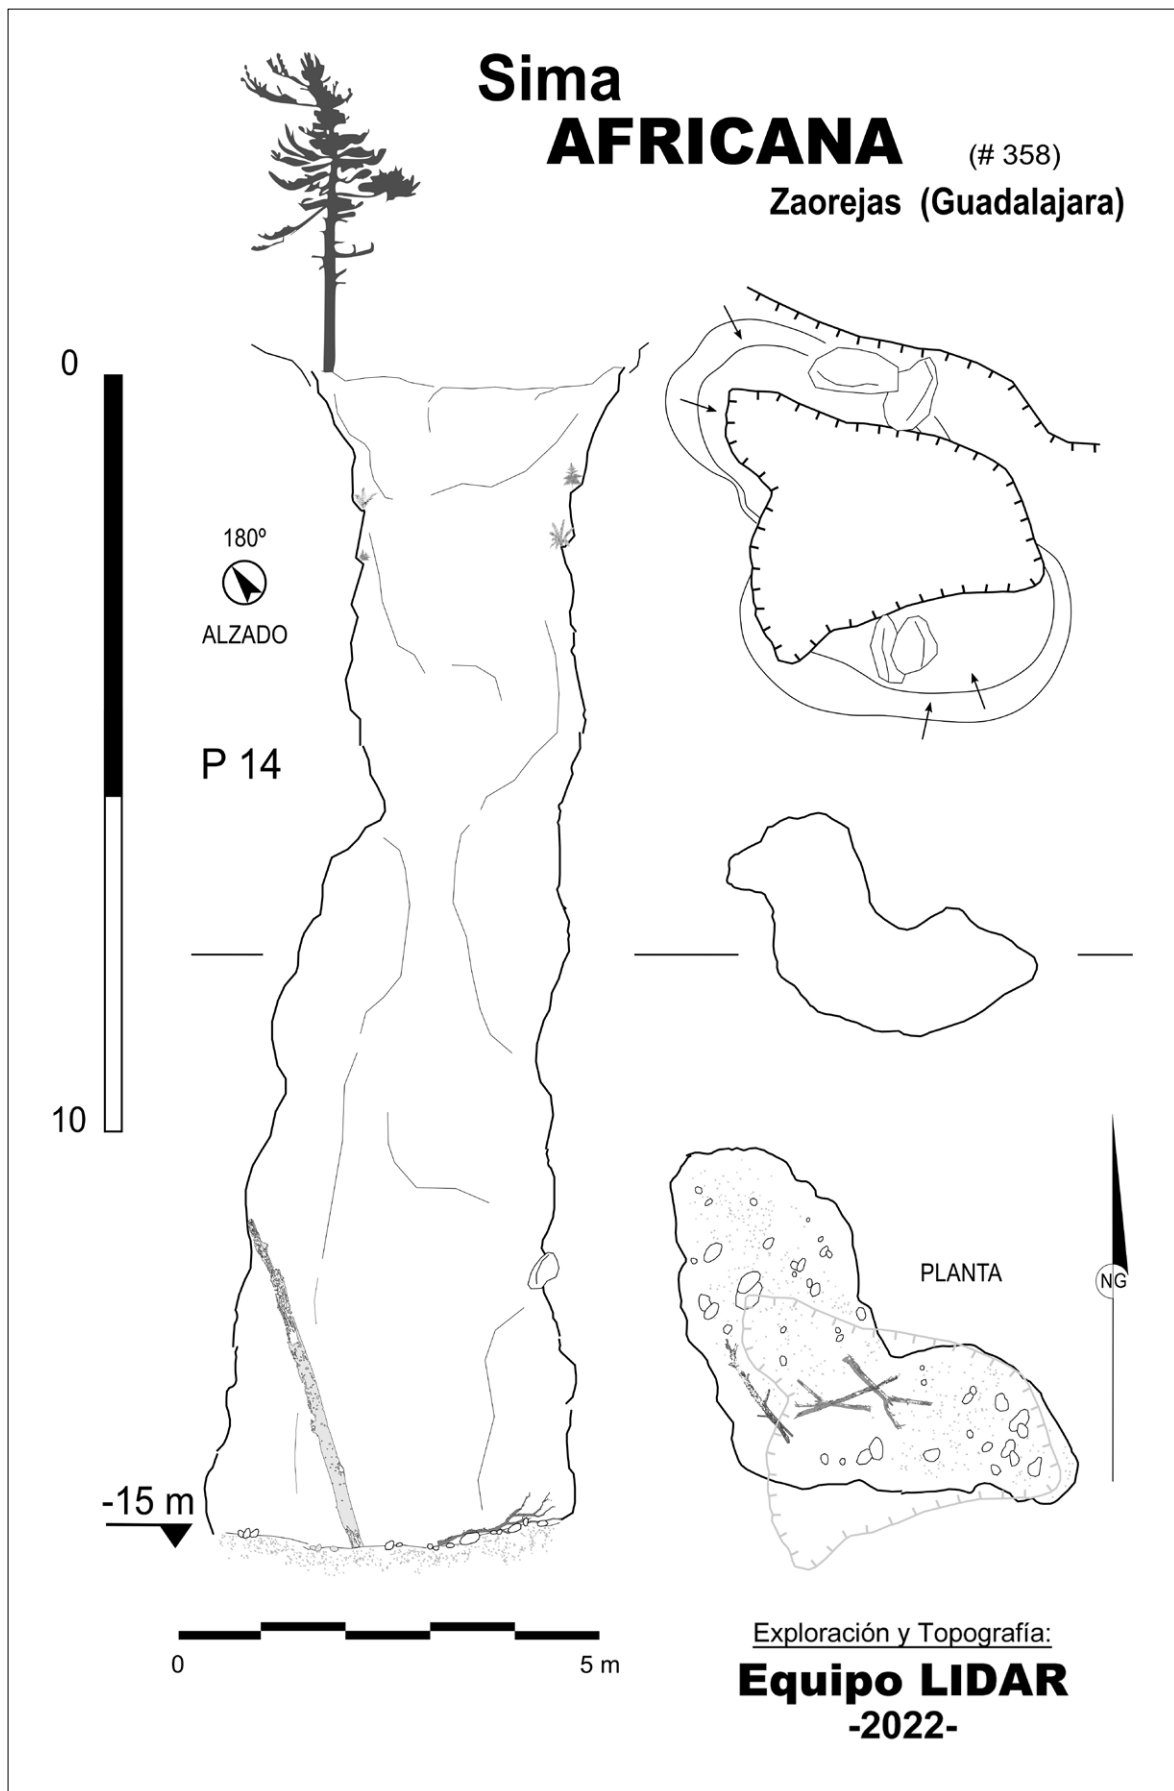 Sima
AFRICANA (# 358)
Zaorejas (Guadalajara)
0
180º
ALZADO
P 14
10
NG
PLANTA
-15 m
0 5 m
Exploración y Topografía:
Equipo LIDAR
-2022-